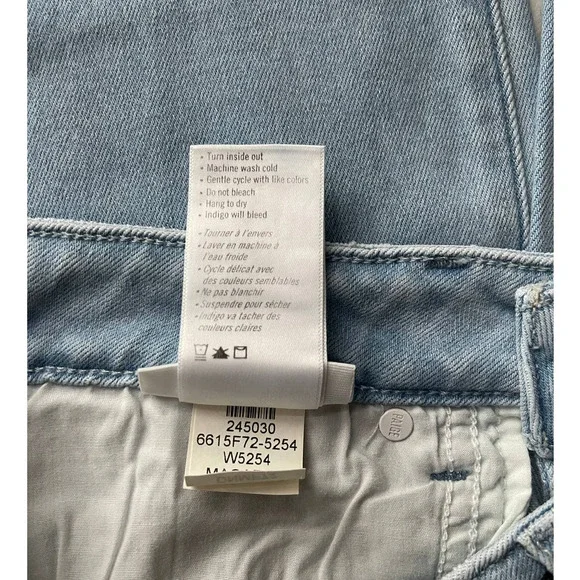 • Turn inside out
• Machine wash cold
• Gentle cycle with like colors
• Do not bleach
• Hang to dry
• Indigo will bleed
• Tourner à l'envers
• Laver en machine à
l'eau froide
• Cycle délicat avec
des couleurs semblables
• Ne pas blanchir
• Suspendre pour sécher
• Indigo va tacher des
couleurs claires
245030
6615F72-5254
W5254
PAIGE